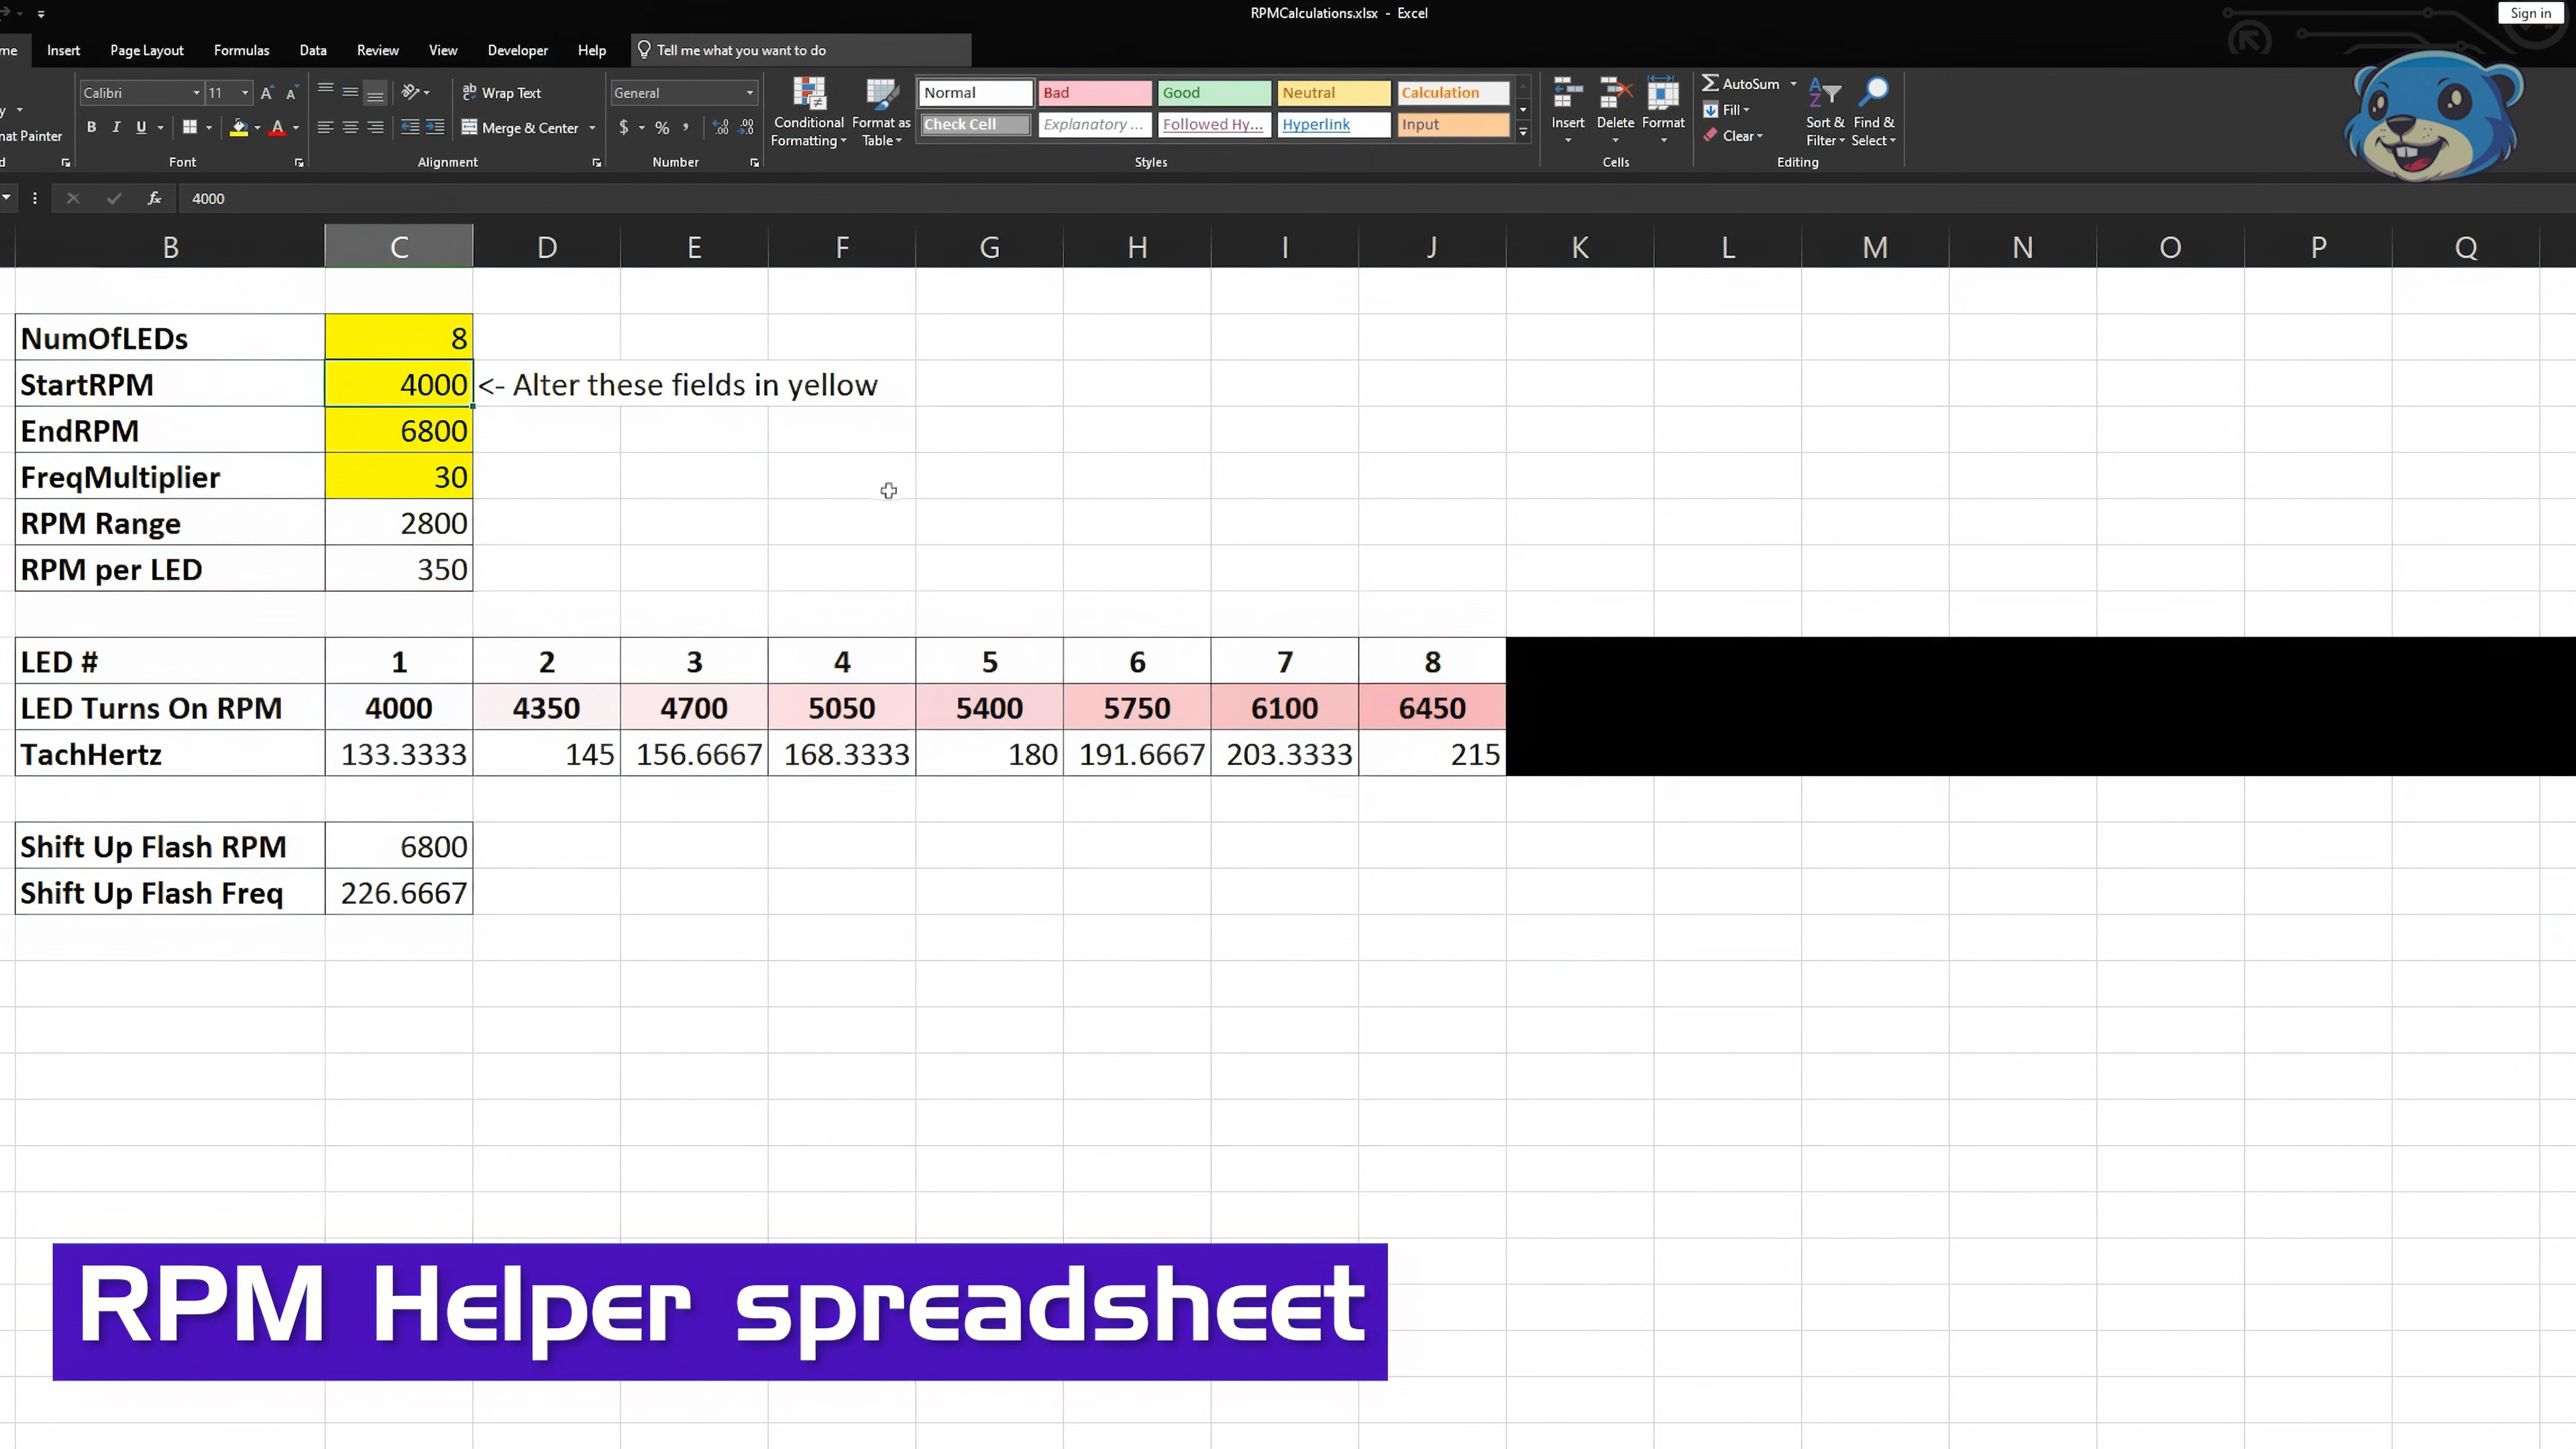 RPMCalculations.xlsx - Excel
Sign in
me Insert Page Layout Formulas Data Review View Developer Help Tell me what you want to do
Calibri 11 A A
Wrap Text
General
Normal Bad Good Neutral Calculation
Check Cell Explanatory ... Followed Hy... Hyperlink Input
Conditional Formatting
Format as Table
Insert Delete Format
AutoSum
Fill
Clear
Sort & Filter
Find & Select
nat Painter
B I U A
Merge & Center
$ % ,
Font Alignment Number Styles Cells Editing
fx 4000
B C D E F G H I J K L M N O P Q
NumOfLEDs 8
StartRPM 4000 <- Alter these fields in yellow
EndRPM 6800
FreqMultiplier 30
RPM Range 2800
RPM per LED 350
LED # 1 2 3 4 5 6 7 8
LED Turns On RPM 4000 4350 4700 5050 5400 5750 6100 6450
TachHertz 133.3333 145 156.6667 168.3333 180 191.6667 203.3333 215
Shift Up Flash RPM 6800
Shift Up Flash Freq 226.6667
RPM Helper spreadsheet